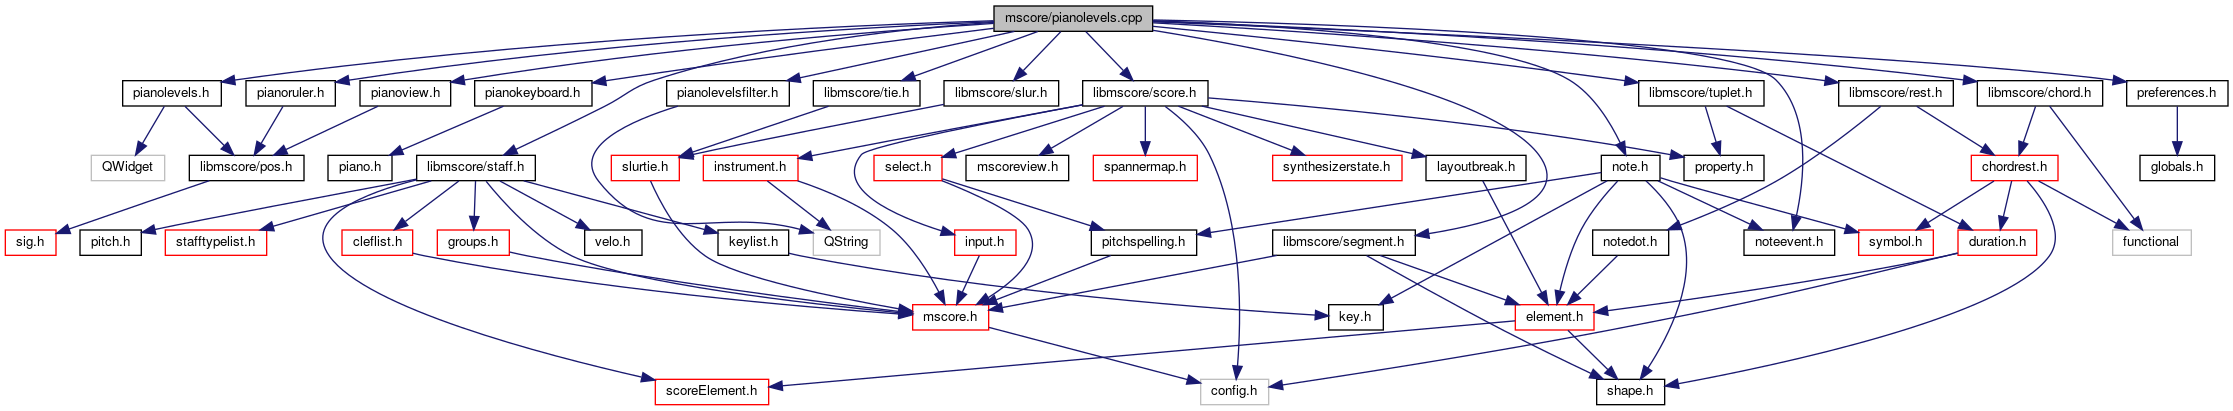 mscore/pianolevels.cpp
pianolevels.h
pianoruler.h
pianoview.h
pianokeyboard.h
pianolevelsfilter.h
libmscore/tie.h
libmscore/slur.h
libmscore/score.h
libmscore/tuplet.h
libmscore/rest.h
libmscore/chord.h
preferences.h
QWidget
libmscore/pos.h
piano.h
libmscore/staff.h
slurtie.h
instrument.h
select.h
mscoreview.h
spannermap.h
synthesizerstate.h
layoutbreak.h
note.h
property.h
chordrest.h
globals.h
sig.h
pitch.h
stafftypelist.h
cleflist.h
groups.h
velo.h
keylist.h
QString
input.h
pitchspelling.h
libmscore/segment.h
notedot.h
noteevent.h
symbol.h
duration.h
functional
mscore.h
key.h
element.h
scoreElement.h
config.h
shape.h